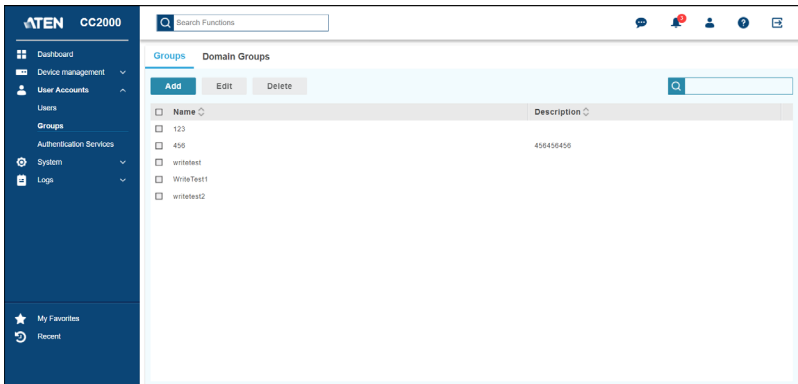 ATEN CC2000
Search Functions
3
?
Dashboard
Device management
User Accounts
Users
Groups
Authentication Services
System
Logs
My Favorites
Recent
Groups Domain Groups
Add Edit Delete
Name Description
123
456 456456456
writetest
WriteTest1
writetest2